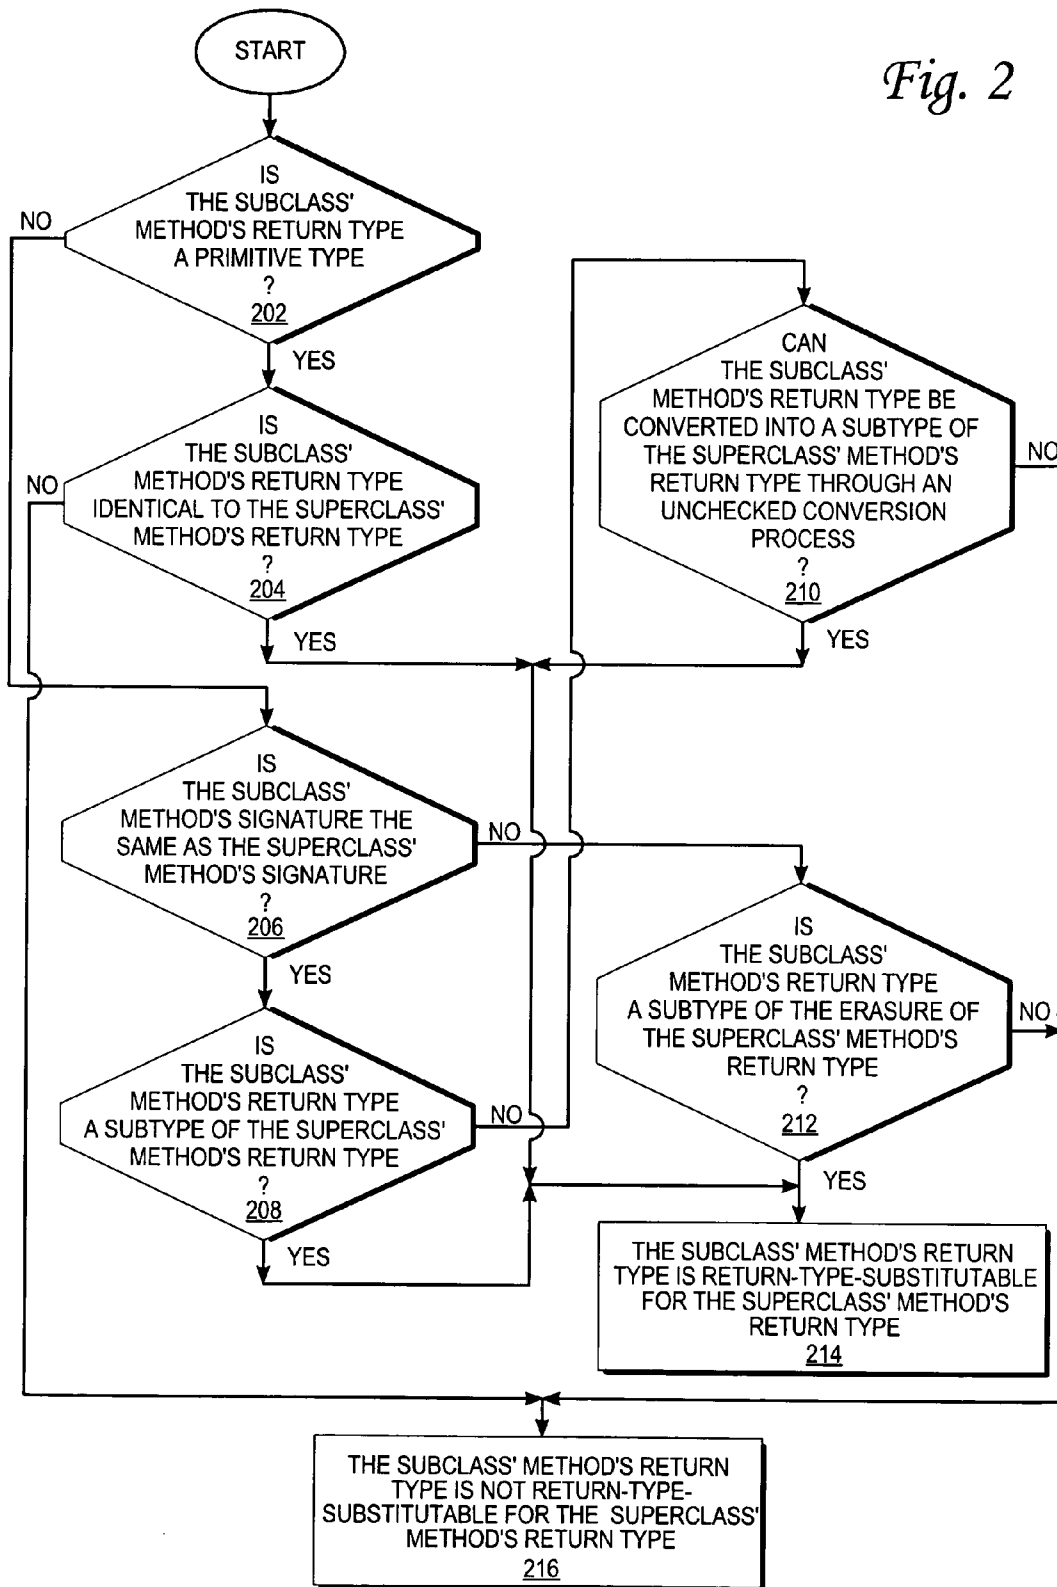 START
Fig. 2
IS
THE SUBCLASS'
METHOD'S RETURN TYPE
A PRIMITIVE TYPE
?
202
NO
YES
IS
THE SUBCLASS'
METHOD'S RETURN TYPE
IDENTICAL TO THE SUPERCLASS'
METHOD'S RETURN TYPE
?
204
NO
YES
CAN
THE SUBCLASS'
METHOD'S RETURN TYPE BE
CONVERTED INTO A SUBTYPE OF
THE SUPERCLASS' METHOD'S
RETURN TYPE THROUGH AN
UNCHECKED CONVERSION
PROCESS
?
210
NO
YES
IS
THE SUBCLASS'
METHOD'S SIGNATURE THE
SAME AS THE SUPERCLASS'
METHOD'S SIGNATURE
?
206
NO
YES
IS
THE SUBCLASS'
METHOD'S RETURN TYPE
A SUBTYPE OF THE SUPERCLASS'
METHOD'S RETURN TYPE
?
208
NO
YES
IS
THE SUBCLASS'
METHOD'S RETURN TYPE
A SUBTYPE OF THE ERASURE OF
THE SUPERCLASS' METHOD'S
RETURN TYPE
?
212
NO
YES
THE SUBCLASS' METHOD'S RETURN
TYPE IS RETURN-TYPE-SUBSTITUTABLE
FOR THE SUPERCLASS' METHOD'S
RETURN TYPE
214
THE SUBCLASS' METHOD'S RETURN
TYPE IS NOT RETURN-TYPE-
SUBSTITUTABLE FOR THE SUPERCLASS'
METHOD'S RETURN TYPE
216